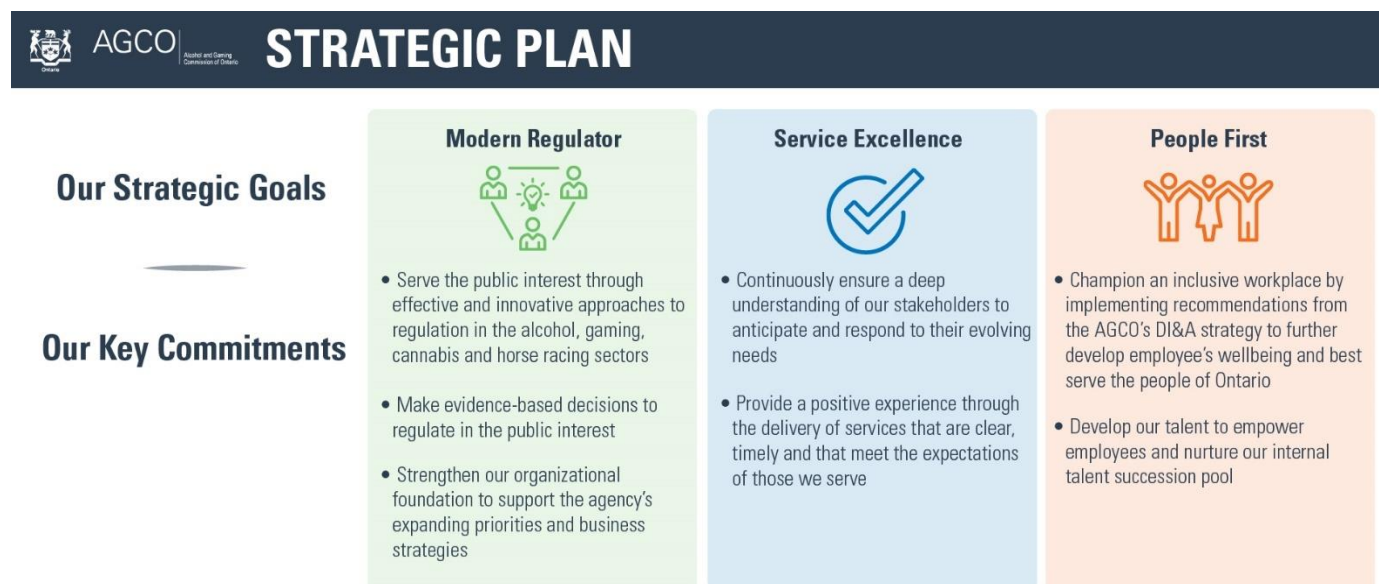 Ontario
AGCO
Alcohol and Gaming
Commission of Ontario
STRATEGIC PLAN
Our Strategic Goals
Our Key Commitments
Modern Regulator
• Serve the public interest through
effective and innovative approaches to
regulation in the alcohol, gaming,
cannabis and horse racing sectors
• Make evidence-based decisions to
regulate in the public interest
• Strengthen our organizational
foundation to support the agency's
expanding priorities and business
strategies
Service Excellence
• Continuously ensure a deep
understanding of our stakeholders to
anticipate and respond to their evolving
needs
• Provide a positive experience through
the delivery of services that are clear,
timely and that meet the expectations
of those we serve
People First
• Champion an inclusive workplace by
implementing recommendations from
the AGCO's DI&A strategy to further
develop employee's wellbeing and best
serve the people of Ontario
• Develop our talent to empower
employees and nurture our internal
talent succession pool